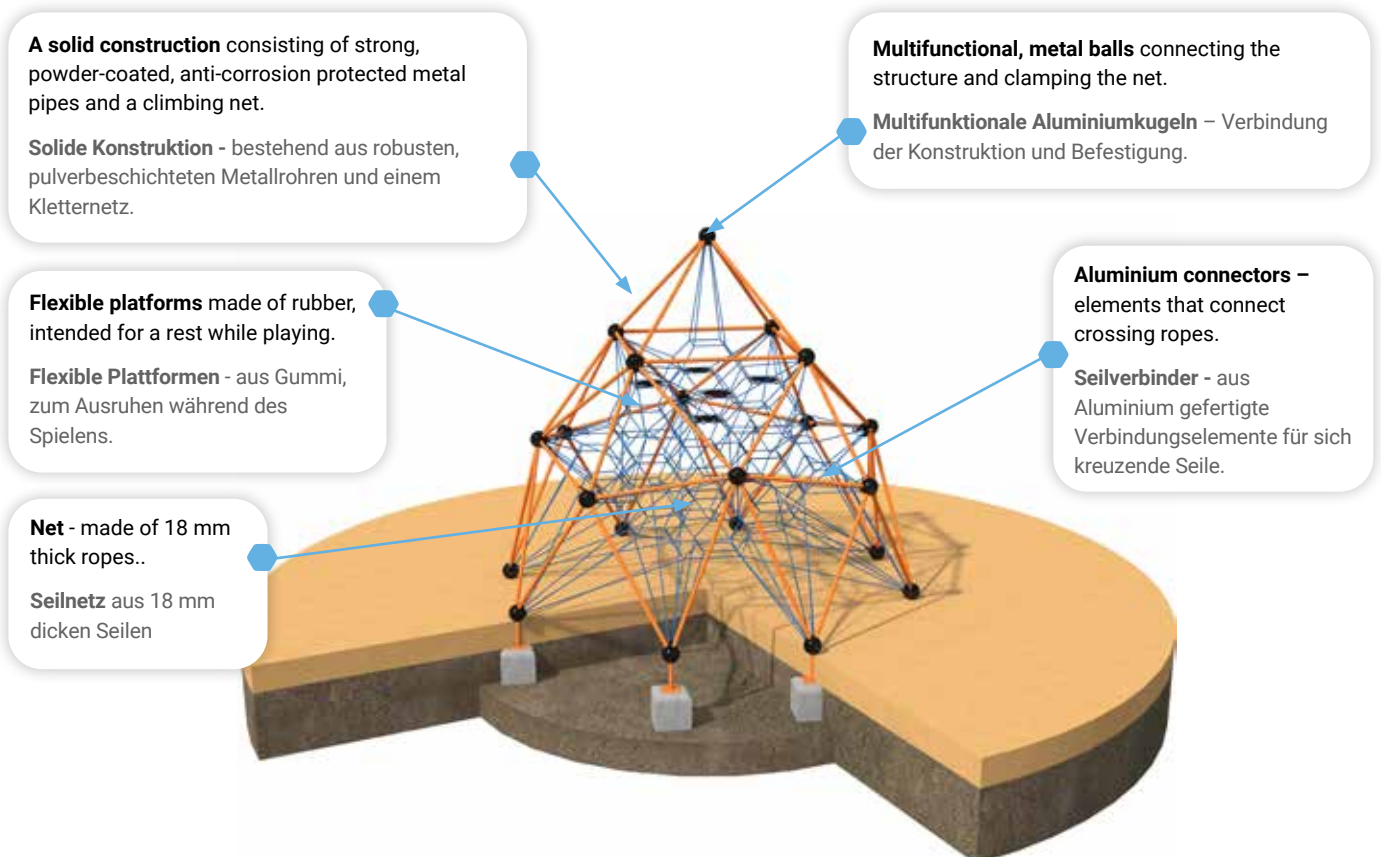 A solid construction consisting of strong,
powder-coated, anti-corrosion protected metal
pipes and a climbing net.
Solide Konstruktion - bestehend aus robusten,
pulverbeschichteten Metallrohren und einem
Kletternetz.
Multifunctional, metal balls connecting the
structure and clamping the net.
Multifunktionale Aluminiumkugeln – Verbindung
der Konstruktion und Befestigung.
Flexible platforms made of rubber,
intended for a rest while playing.
Flexible Plattformen - aus Gummi,
zum Ausruhen während des
Spielens.
Aluminium connectors –
elements that connect
crossing ropes.
Seilverbinder - aus
Aluminium gefertigte
Verbindungselemente für sich
kreuzende Seile.
Net - made of 18 mm
thick ropes..
Seilnetz aus 18 mm
dicken Seilen